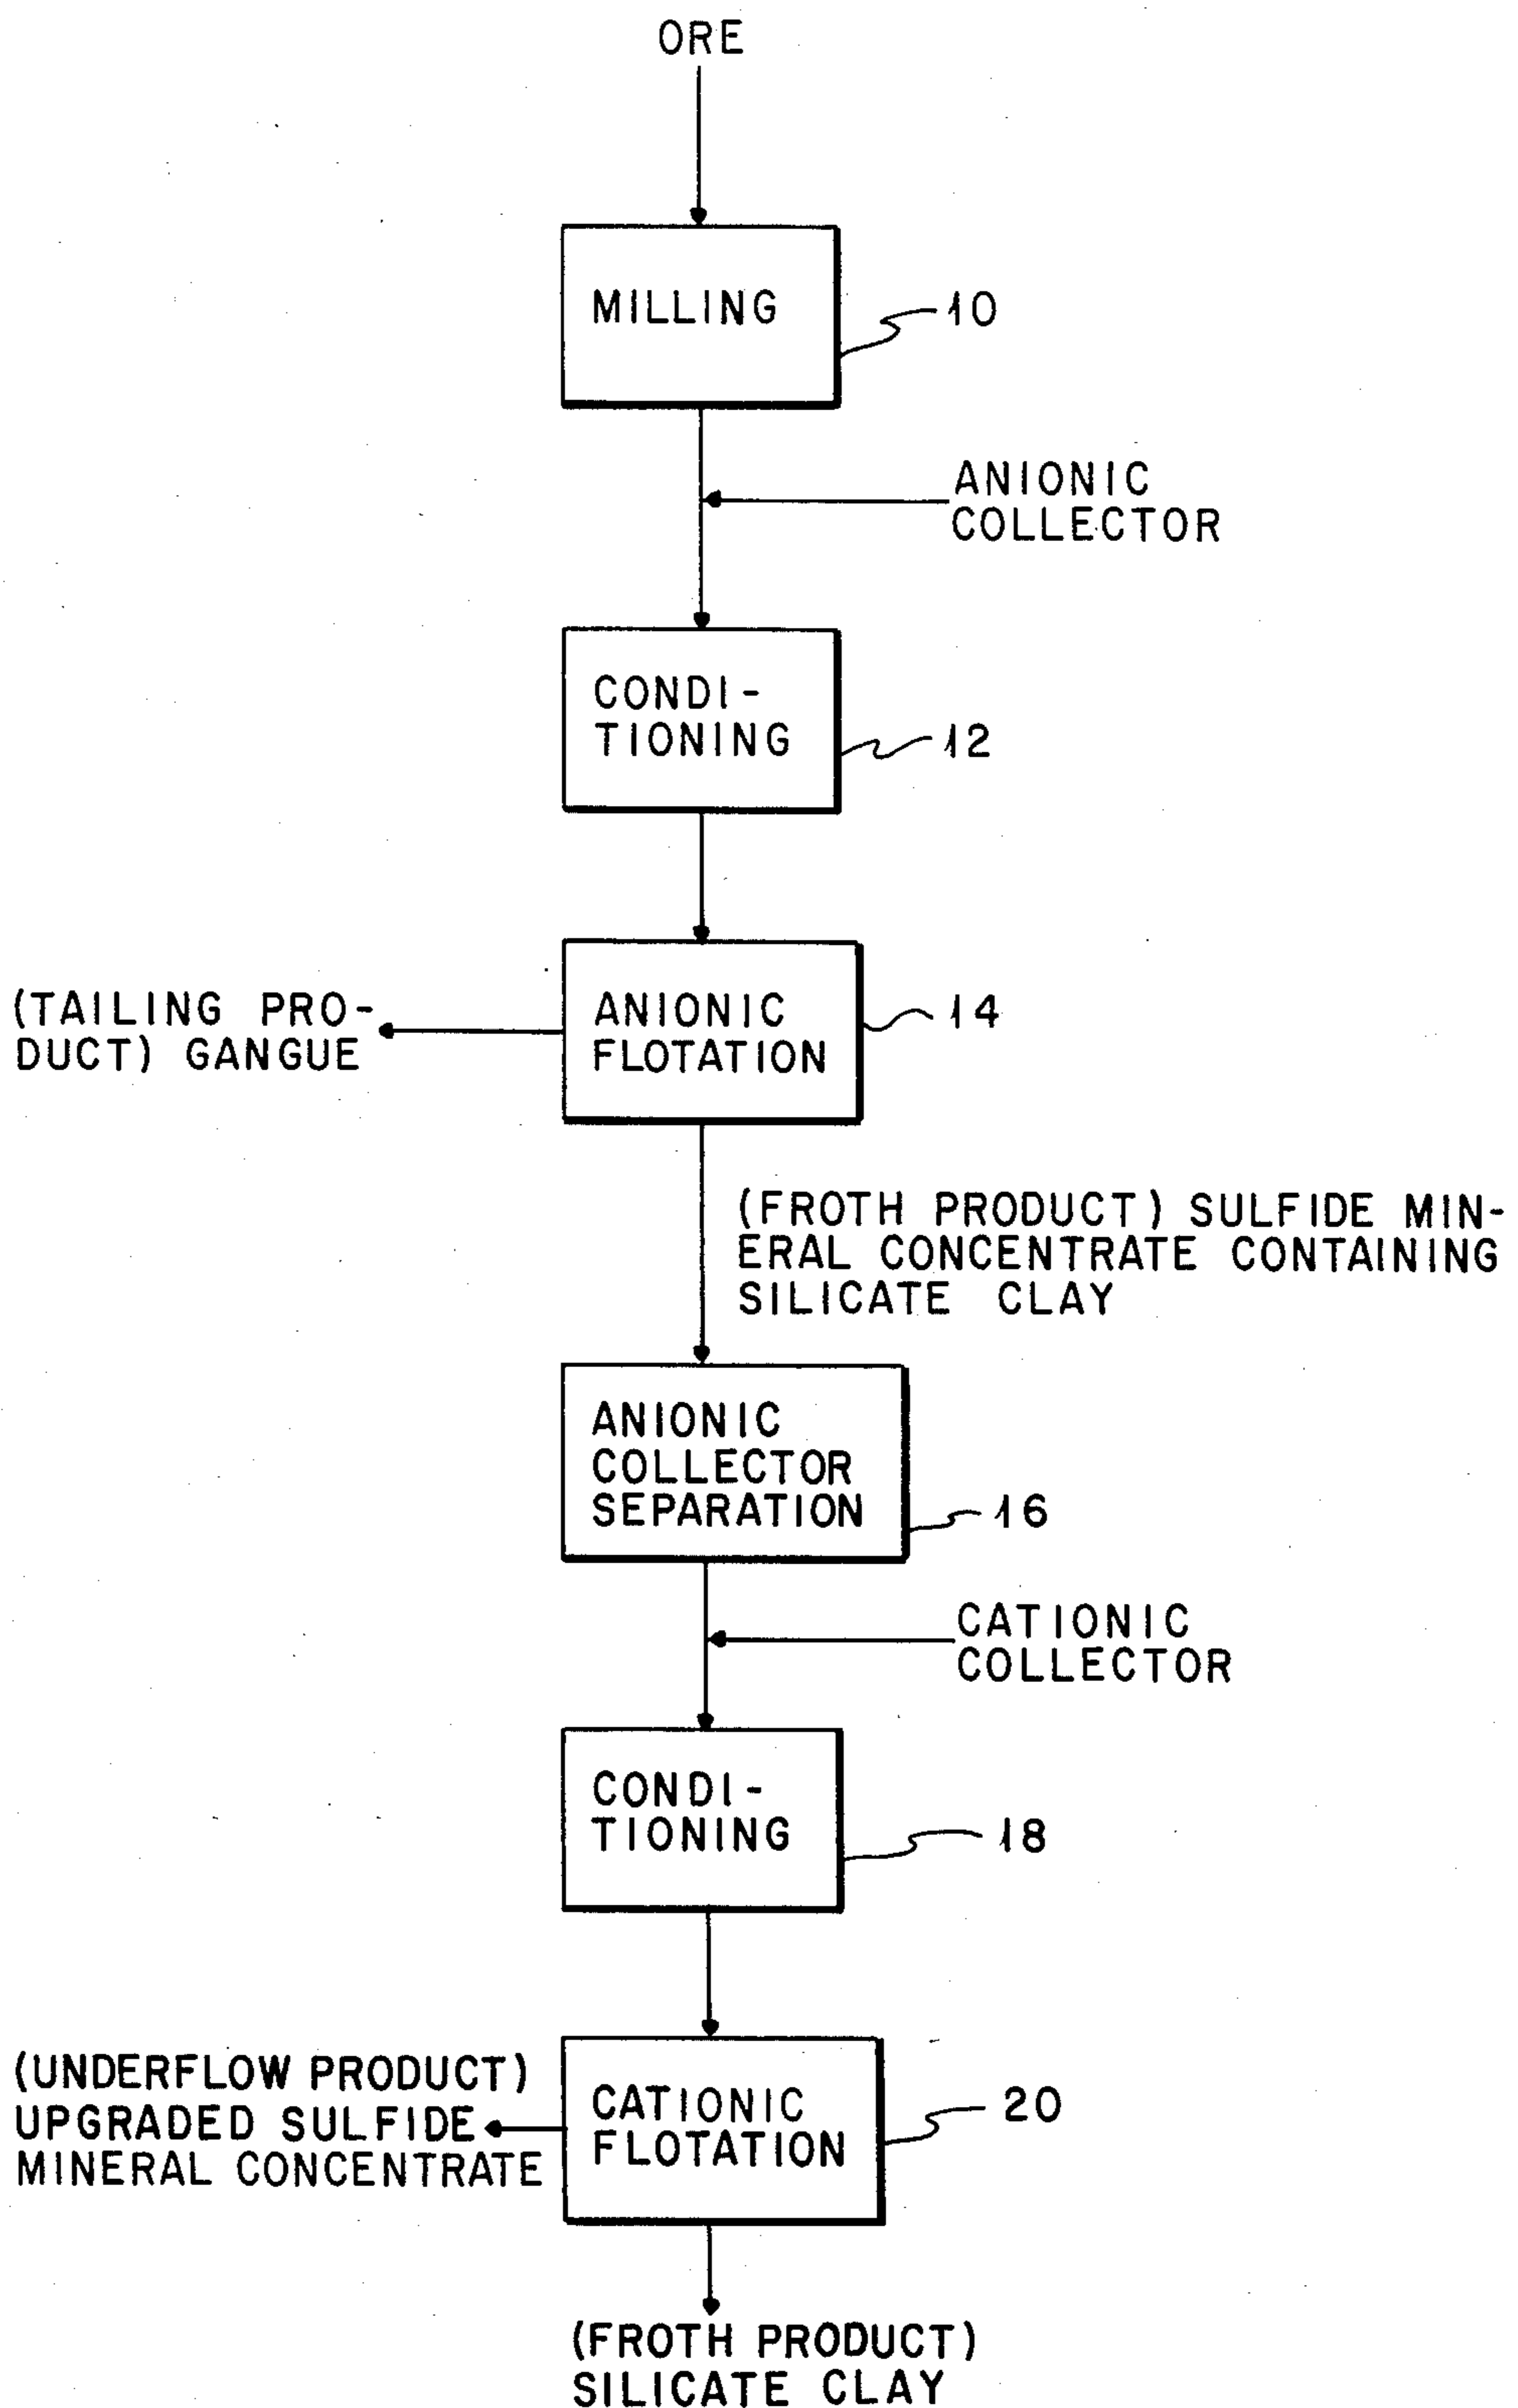 ORE
MILLING
10
ANIONIC
COLLECTOR
CONDI-
TIONING
12
(TAILING PRO-
DUCT) GANGUE
ANIONIC
FLOTATION
14
(FROTH PRODUCT) SULFIDE MIN-
ERAL CONCENTRATE CONTAINING
SILICATE CLAY
ANIONIC
COLLECTOR
SEPARATION
16
CATIONIC
COLLECTOR
CONDI-
TIONING
18
(UNDERFLOW PRODUCT)
UPGRADED SULFIDE
MINERAL CONCENTRATE
CATIONIC
FLOTATION
20
(FROTH PRODUCT)
SILICATE CLAY